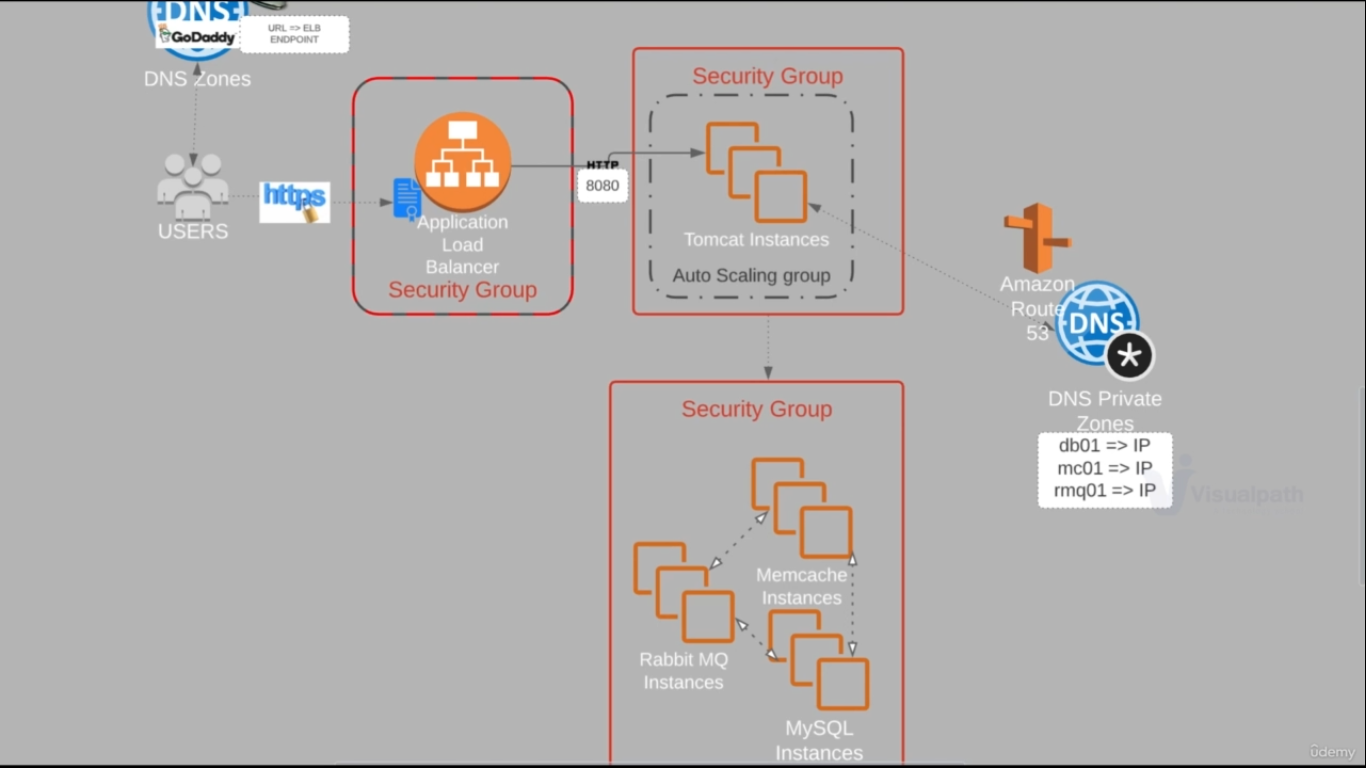 DNS
GoDaddy
URL => ELB
ENDPOINT
DNS Zones
USERS
https
Application
Load
Balancer
Security Group
HTTP
8080
Security Group
Tomcat Instances
Auto Scaling group
Amazon
Route
53
DNS
DNS Private
Zones
db01 => IP
mc01 => IP
rmq01 => IP
Visualpath
Security Group
Memcache
Instances
Rabbit MQ
Instances
MySQL
Instances
ûdemy